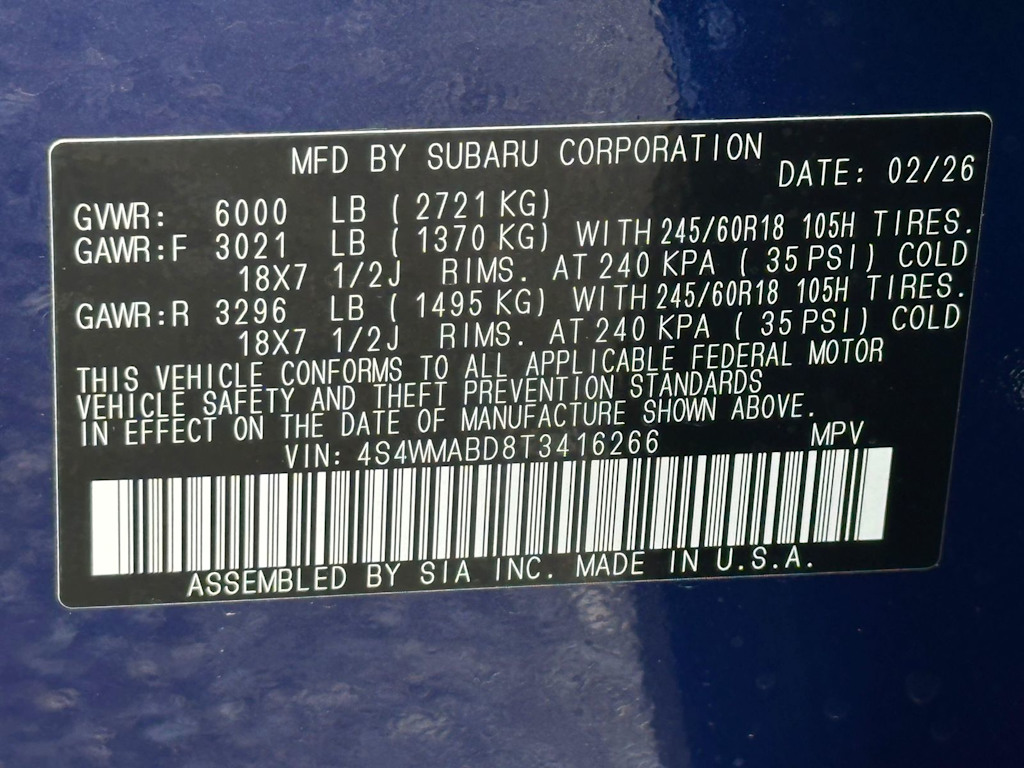 MFD BY SUBARU CORPORATION DATE: 02/26
GVWR: 6000 LB ( 2721 KG)
GAWR:F 3021 LB ( 1370 KG) WITH 245/60R18 105H TIRES.
18X7 1/2J RIMS. AT 240 KPA ( 35 PSI) COLD
GAWR:R 3296 LB ( 1495 KG) WITH 245/60R18 105H TIRES.
18X7 1/2J RIMS. AT 240 KPA ( 35 PSI) COLD
THIS VEHICLE CONFORMS TO ALL APPLICABLE FEDERAL MOTOR
VEHICLE SAFETY AND THEFT PREVENTION STANDARDS
IN EFFECT ON THE DATE OF MANUFACTURE SHOWN ABOVE.
VIN: 4S4WMABD8T3416266 MPV
ASSEMBLED BY SIA INC. MADE IN U.S.A.